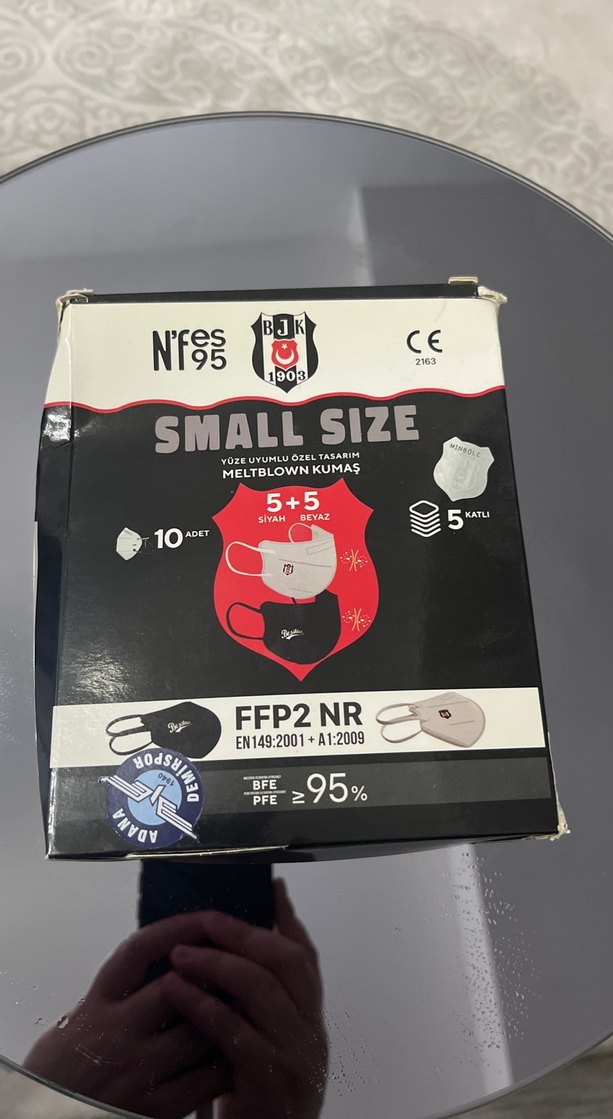 N'fes
95
BJK
1903
CE
2163
SMALL SIZE
YÜZE UYUMLU ÖZEL TASARIM
MELTBLOWN KUMAŞ
MINBOLC
5+5
SİYAH BEYAZ
10 ADET
5 KATLI
FFP2 NR
EN149:2001 + A1:2009
BFE
PFE
≥95%
ADANA DEMİRSPOR
1940